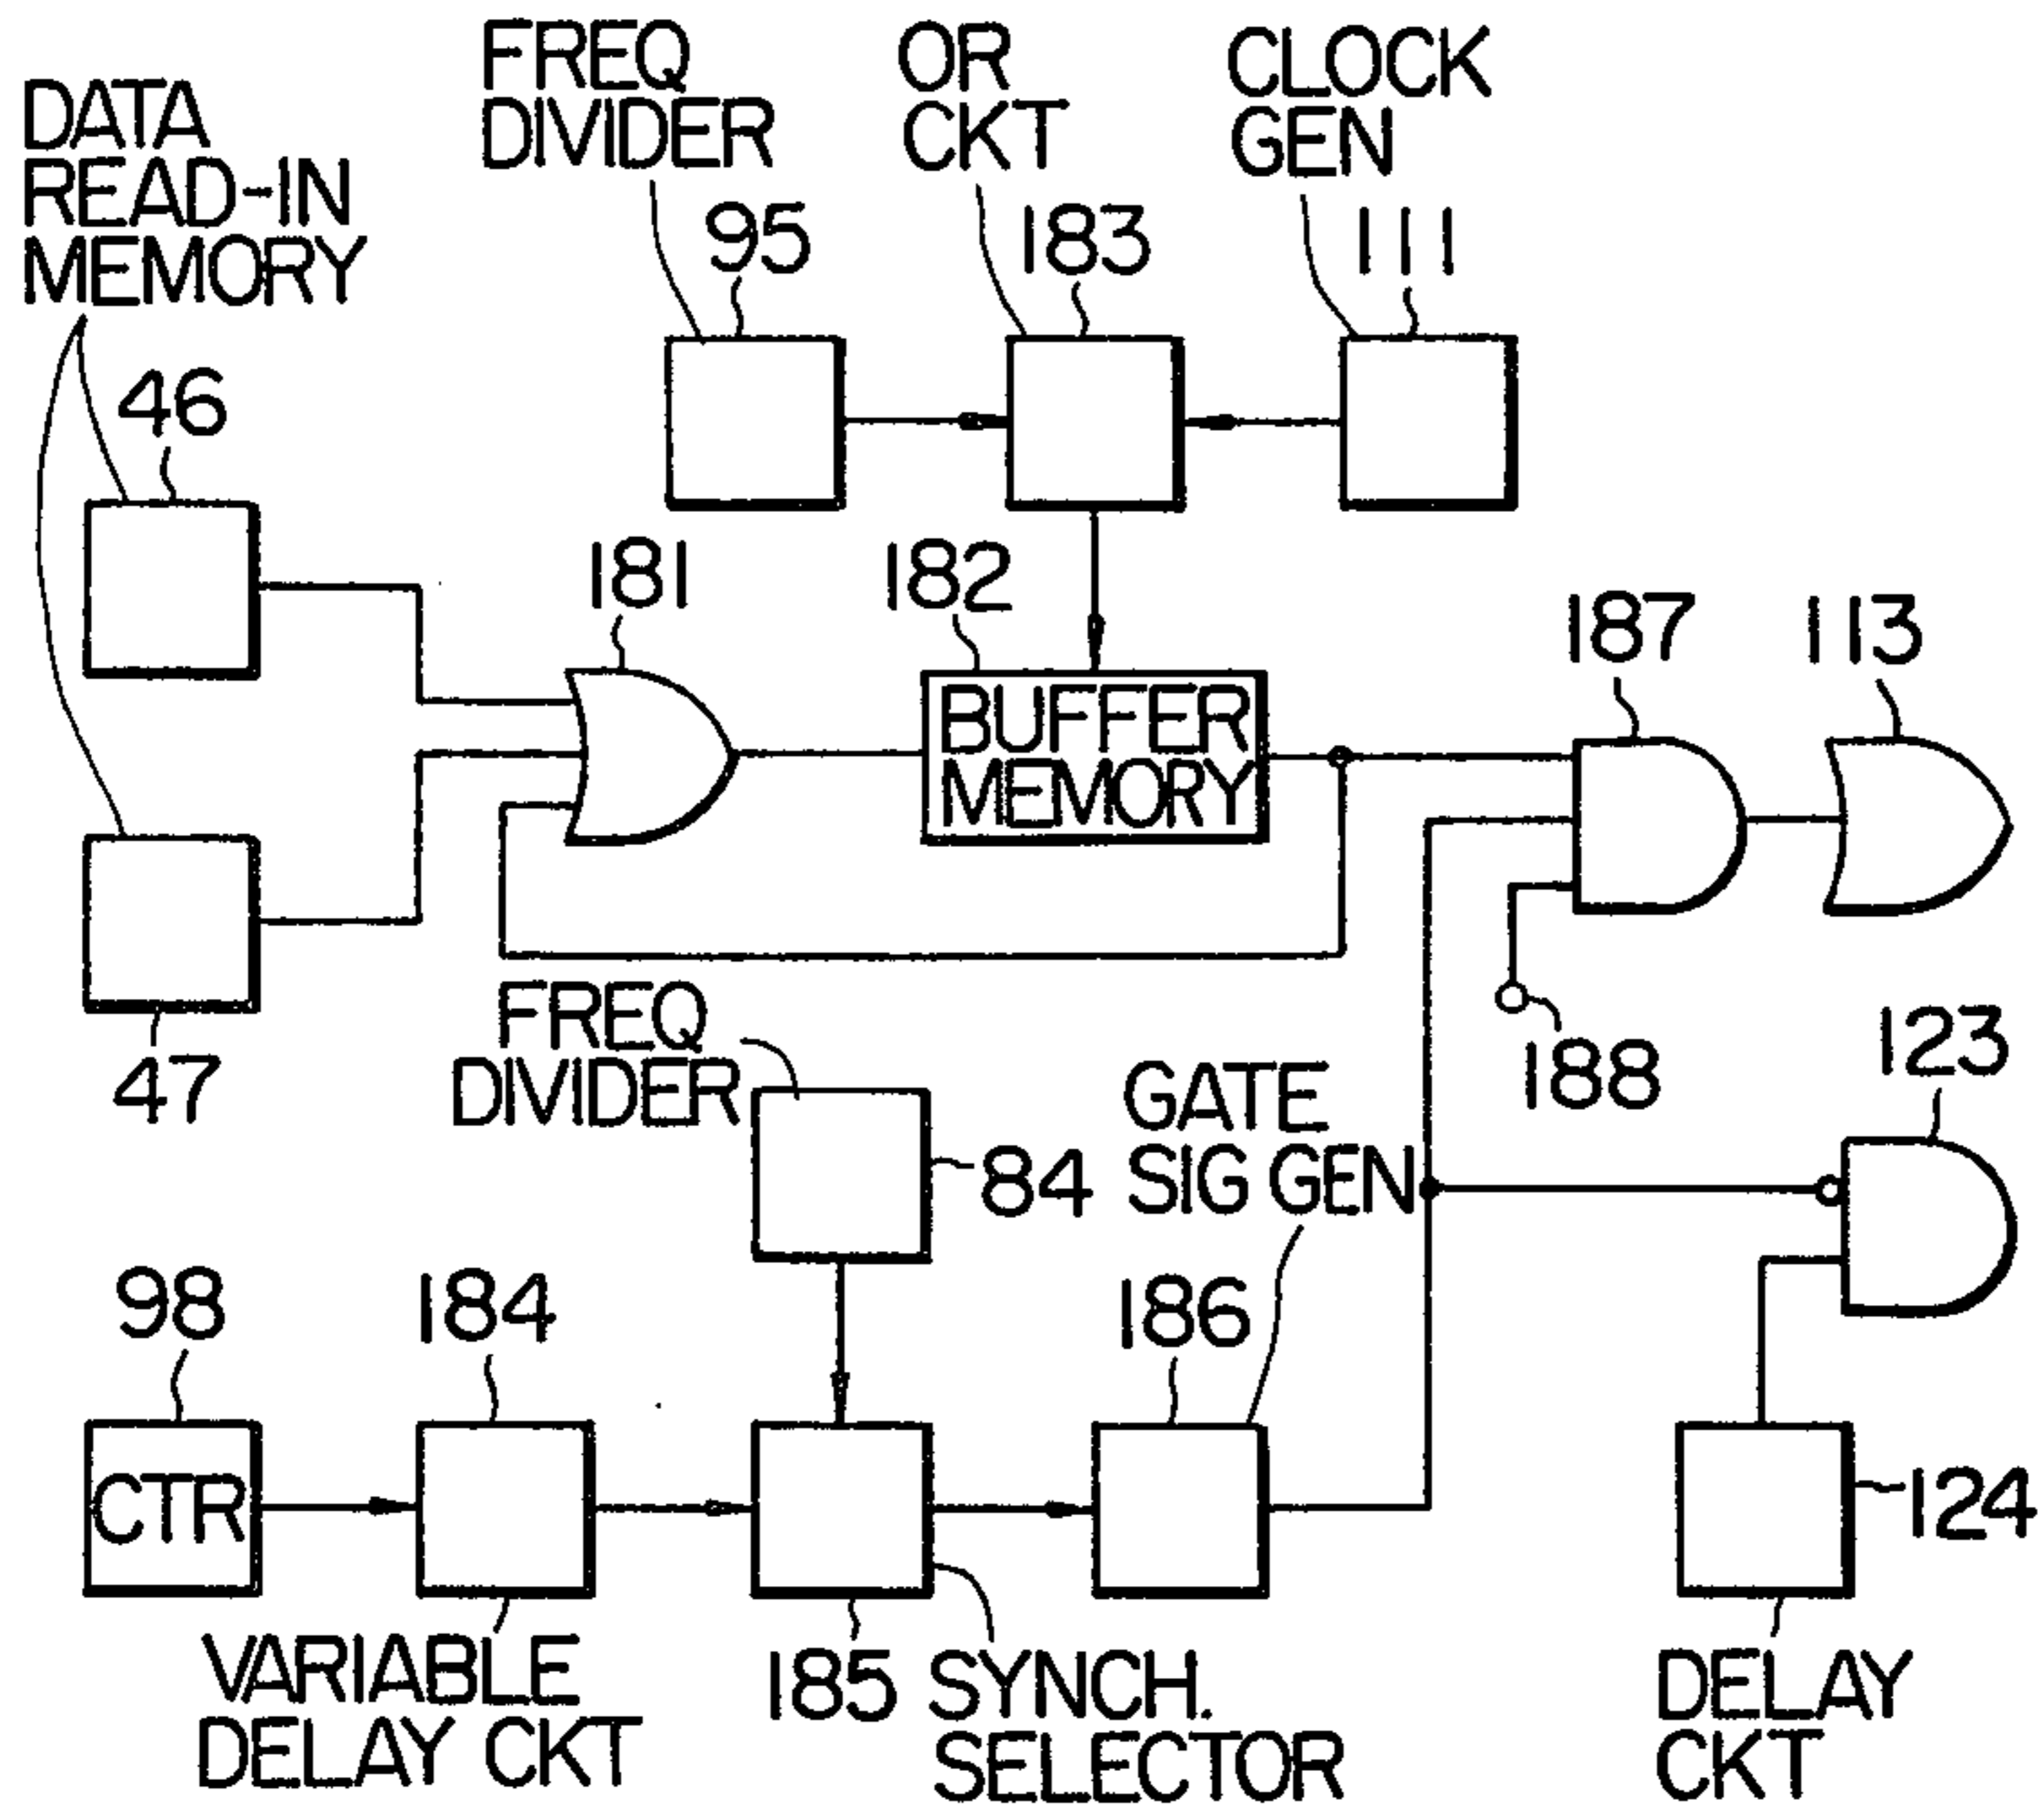 FREQ
DIVIDER
OR
CKT
CLOCK
GEN
DATA
READ-IN
MEMORY
95
183
111
46
181
182
187
113
BUFFER
MEMORY
188
47
FREQ
DIVIDER
84
GATE
SIG GEN
123
98
184
186
CTR
124
VARIABLE
DELAY CKT
185
SYNCH.
SELECTOR
DELAY
CKT